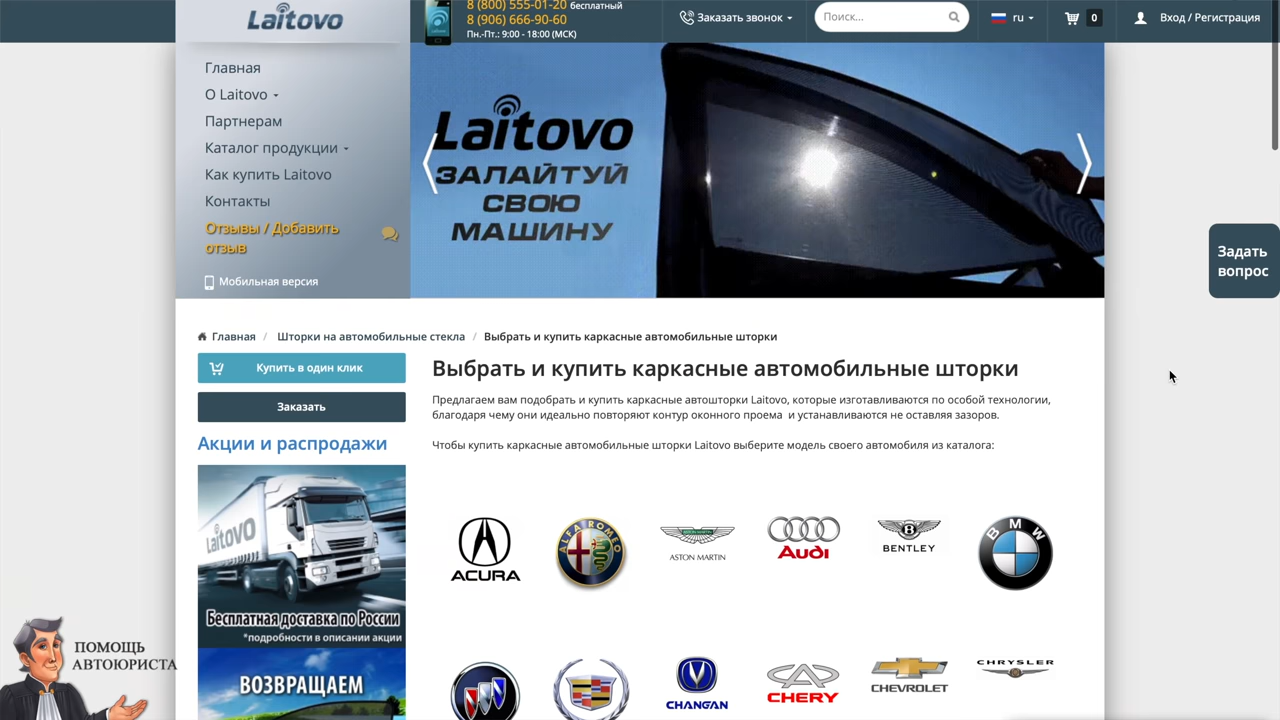 Laitovo
8 (800) 555-01-20 бесплатный
8 (906) 666-90-60
Пн.-Пт.: 9:00 - 18:00 (МСК)
Заказать звонок
Поиск...
ru
0
Вход / Регистрация
Главная
О Laitovo
Партнерам
Каталог продукции
Как купить Laitovo
Контакты
Отзывы / Добавить
отзыв
Мобильная версия
Laitovo
ЗАЛАЙТУЙ
СВОЮ
МАШИНУ
Задать
вопрос
Главная / Шторки на автомобильные стекла / Выбрать и купить каркасные автомобильные шторки
Купить в один клик
Заказать
Акции и распродажи
Laitovo
Бесплатная доставка по России
*подробности в описании акции
ВОЗВРАЩАЕМ
Выбрать и купить каркасные автомобильные шторки
Предлагаем вам подобрать и купить каркасные автошторки Laitovo, которые изготавливаются по особой технологии,
благодаря чему они идеально повторяют контур оконного проема и устанавливаются не оставляя зазоров.
Чтобы купить каркасные автомобильные шторки Laitovo выберите модель своего автомобиля из каталога:
ACURA
ALFA ROMEO
ASTON MARTIN
ASTON MARTIN
Audi
B
BENTLEY
BMW
CHANGAN
CHERY
CHEVROLET
CHRYSLER
ПОМОЩЬ
АВТОЮРИСТА